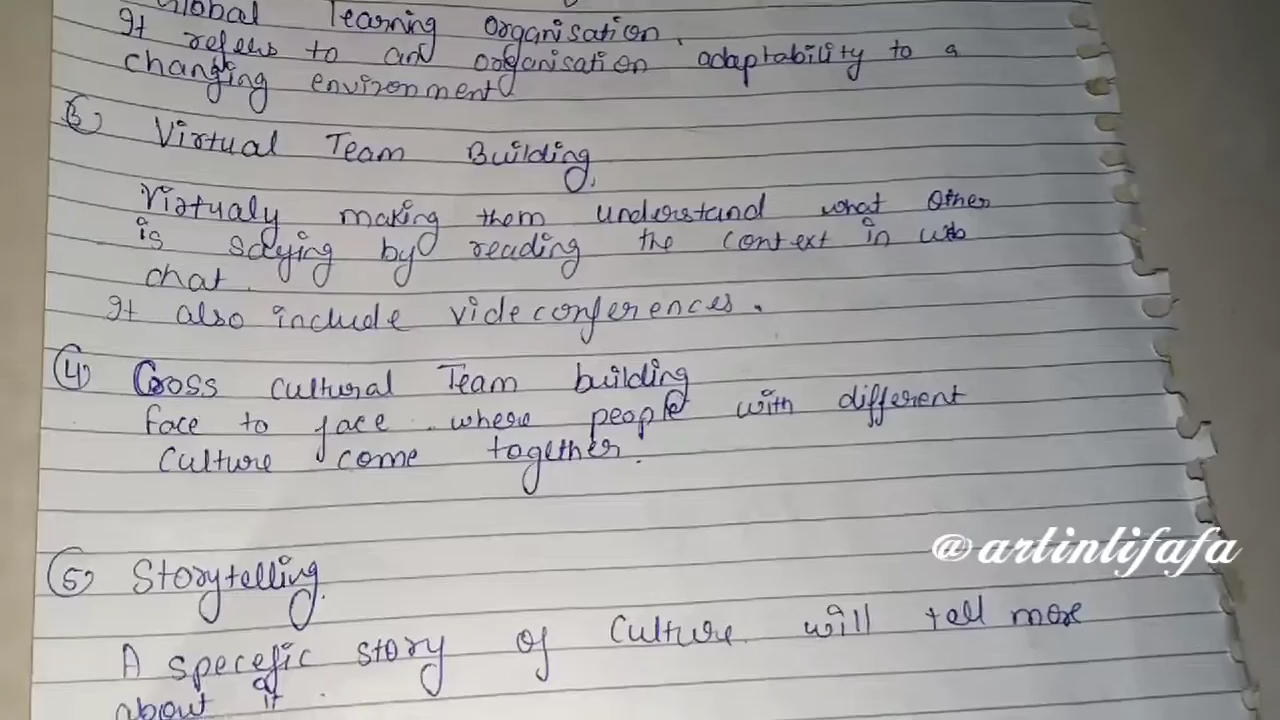 Global learning organisation.
It refers to an organisation adaptability to a
changing environment
3) Virtual Team Building.
Virtualy making them understand what other
is saying by reading the context in web
chat.
It also include videconferences.
4) Cross cultural Team building
face to face where people with different
culture come together.
@artinlifafa
5) Storytelling.
A specefic story of culture will tell more
about it.